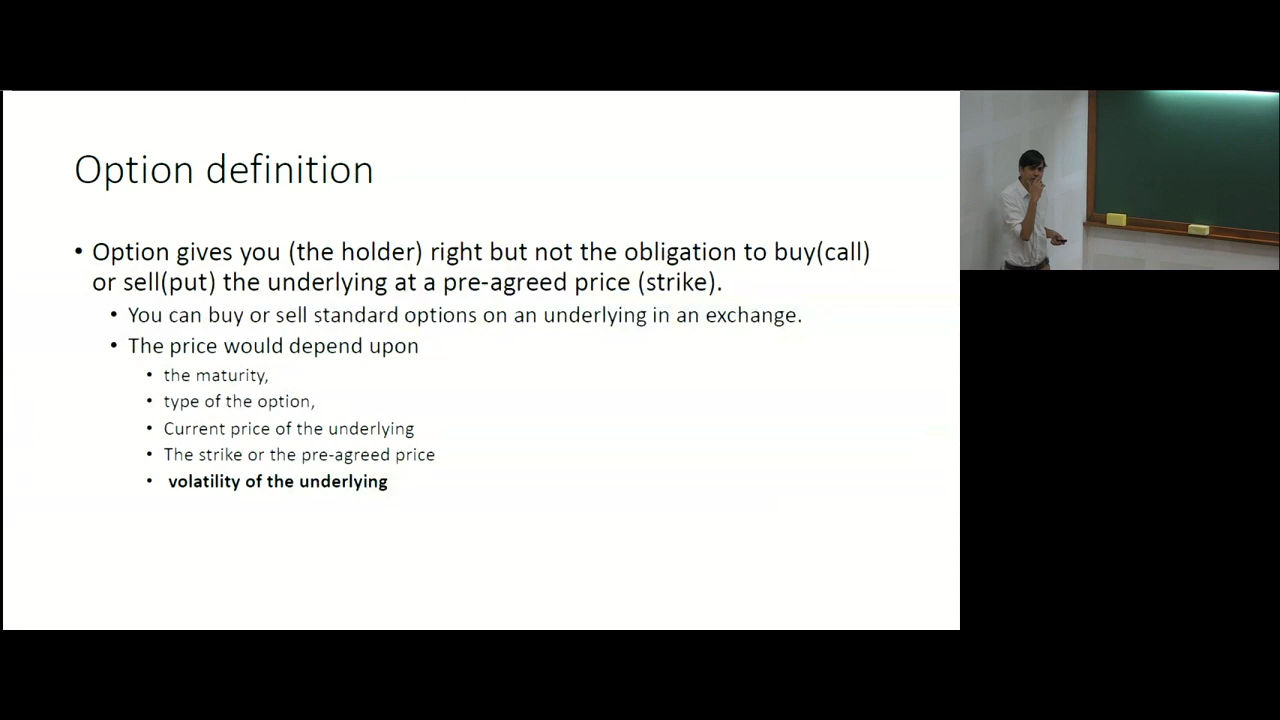 Option definition
• Option gives you (the holder) right but not the obligation to buy(call)
or sell(put) the underlying at a pre-agreed price (strike).
• You can buy or sell standard options on an underlying in an exchange.
• The price would depend upon
• the maturity,
• type of the option,
• Current price of the underlying
• The strike or the pre-agreed price
• volatility of the underlying